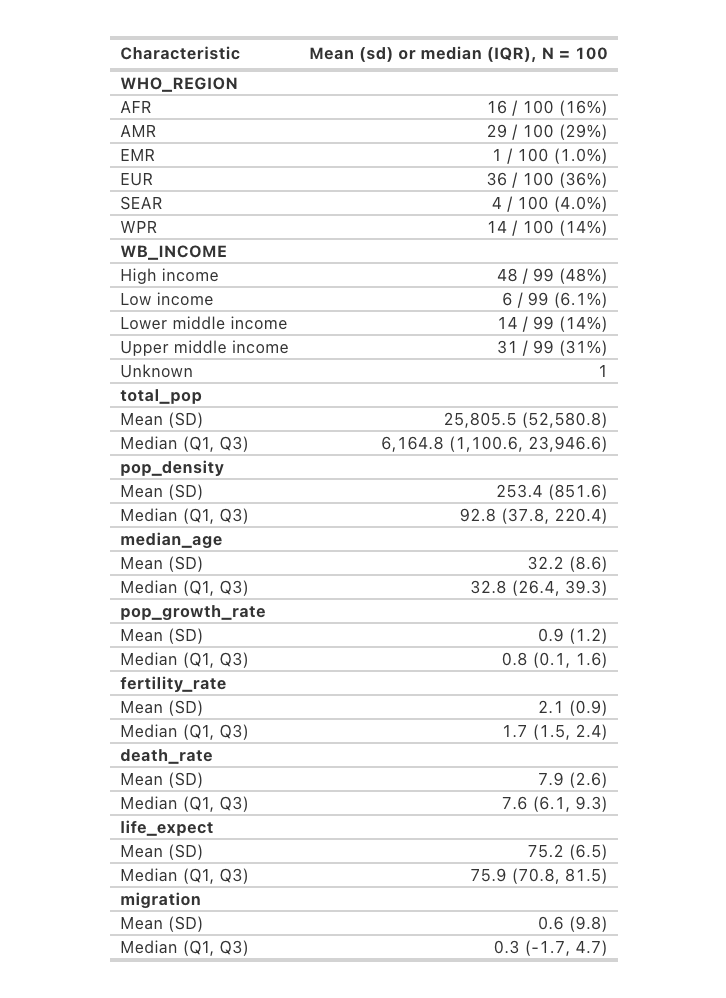 Characteristic Mean (sd) or median (IQR), N = 100
WHO_REGION
AFR 16 / 100 (16%)
AMR 29 / 100 (29%)
EMR 1 / 100 (1.0%)
EUR 36 / 100 (36%)
SEAR 4 / 100 (4.0%)
WPR 14 / 100 (14%)
WB_INCOME
High income 48 / 99 (48%)
Low income 6 / 99 (6.1%)
Lower middle income 14 / 99 (14%)
Upper middle income 31 / 99 (31%)
Unknown 1
total_pop
Mean (SD) 25,805.5 (52,580.8)
Median (Q1, Q3) 6,164.8 (1,100.6, 23,946.6)
pop_density
Mean (SD) 253.4 (851.6)
Median (Q1, Q3) 92.8 (37.8, 220.4)
median_age
Mean (SD) 32.2 (8.6)
Median (Q1, Q3) 32.8 (26.4, 39.3)
pop_growth_rate
Mean (SD) 0.9 (1.2)
Median (Q1, Q3) 0.8 (0.1, 1.6)
fertility_rate
Mean (SD) 2.1 (0.9)
Median (Q1, Q3) 1.7 (1.5, 2.4)
death_rate
Mean (SD) 7.9 (2.6)
Median (Q1, Q3) 7.6 (6.1, 9.3)
life_expect
Mean (SD) 75.2 (6.5)
Median (Q1, Q3) 75.9 (70.8, 81.5)
migration
Mean (SD) 0.6 (9.8)
Median (Q1, Q3) 0.3 (-1.7, 4.7)